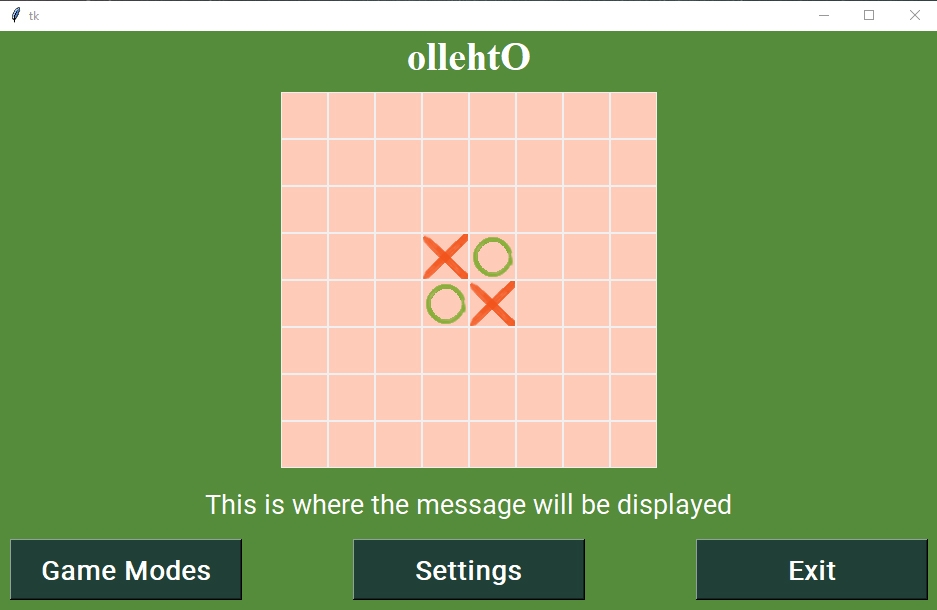 tk
ollehtO
This is where the message will be displayed
Game Modes
Settings
Exit